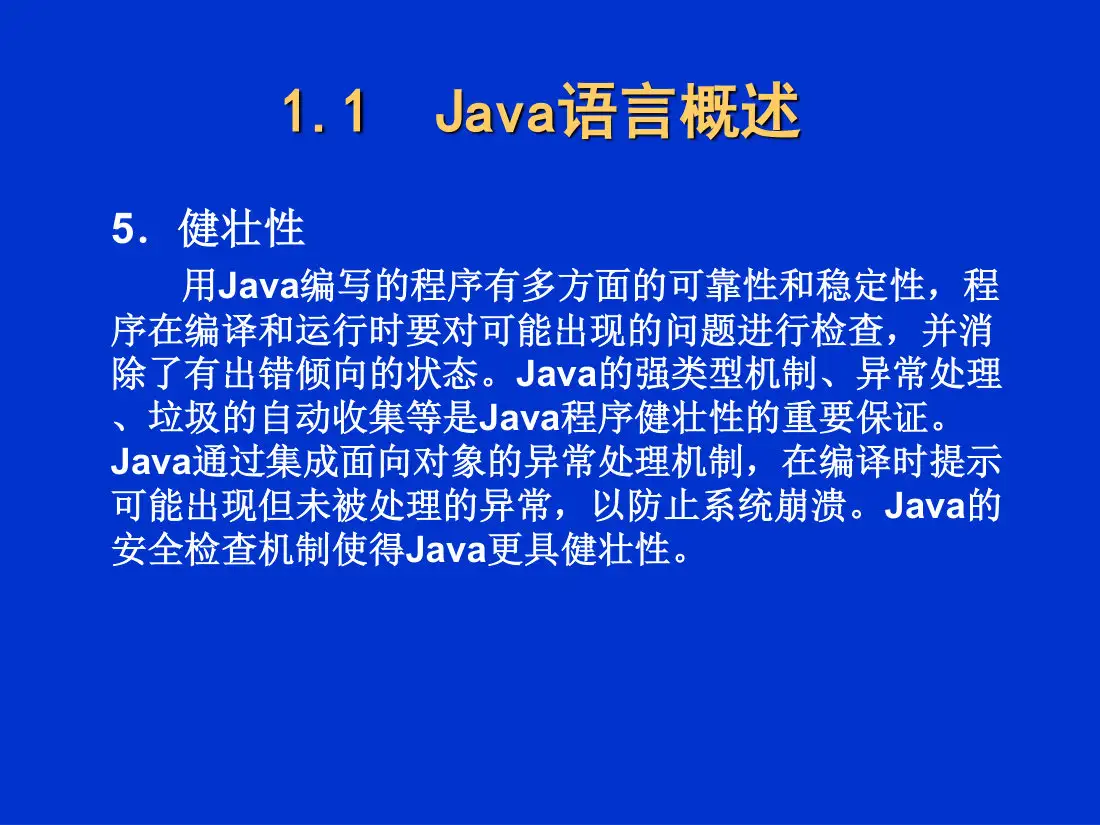 1.1 Java语言概述
5．健壮性
用Java编写的程序有多方面的可靠性和稳定性，程
序在编译和运行时要对可能出现的问题进行检查，并消
除了有出错倾向的状态。Java的强类型机制、异常处理
、垃圾的自动收集等是Java程序健壮性的重要保证。
Java通过集成面向对象的异常处理机制，在编译时提示
可能出现但未被处理的异常，以防止系统崩溃。Java的
安全检查机制使得Java更具健壮性。